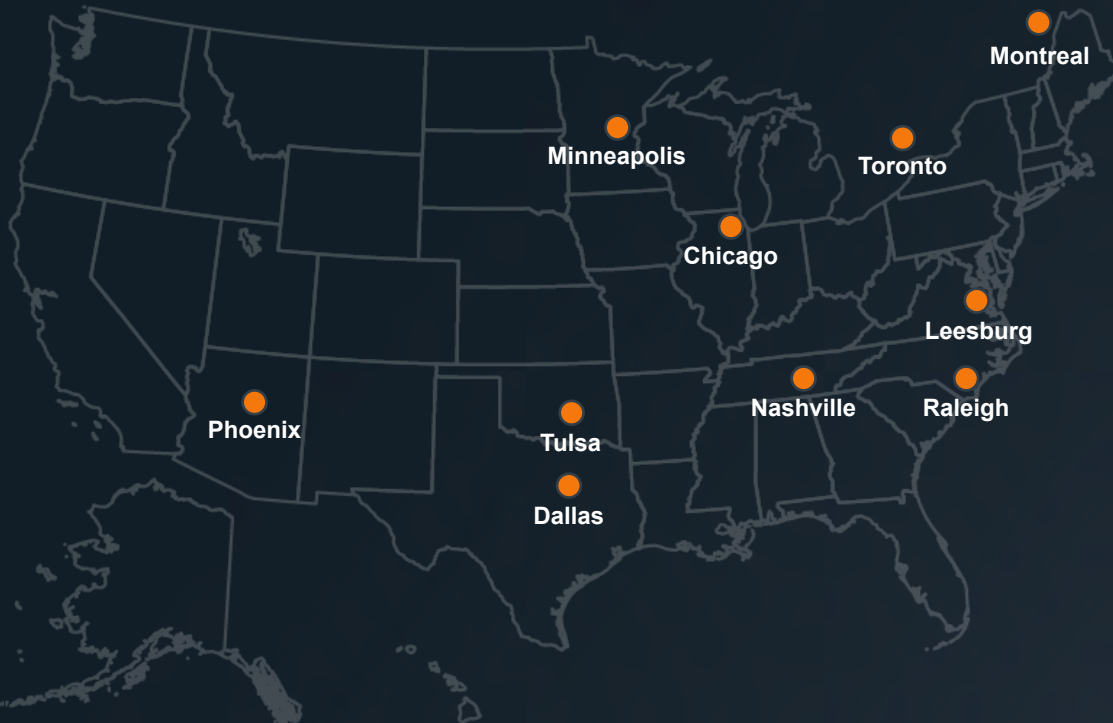 Montreal
Minneapolis
Toronto
Chicago
Leesburg
Nashville
Raleigh
Phoenix
Tulsa
Dallas